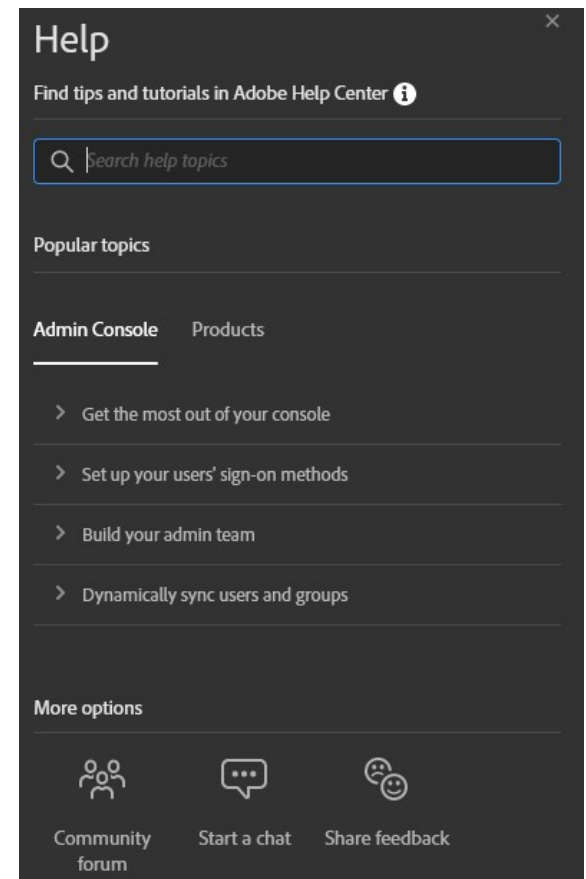 Help
Find tips and tutorials in Adobe Help Center
Search help topics
Popular topics
Admin Console Products
Get the most out of your console
Set up your users' sign-on methods
Build your admin team
Dynamically sync users and groups
More options
Community forum
Start a chat
Share feedback